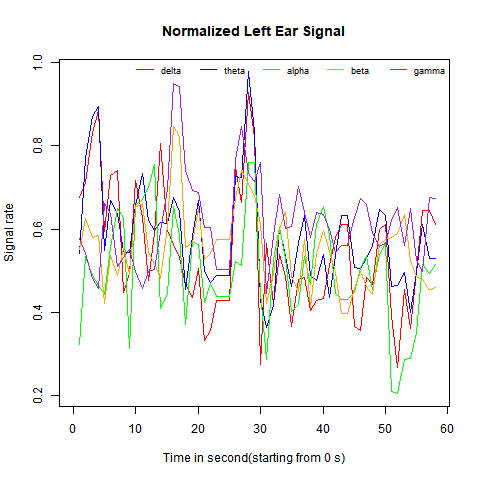 Normalized Left Ear Signal
delta theta alpha beta gamma
Signal rate
1.0
0.8
0.6
0.4
0.2
0 10 20 30 40 50 60
Time in second(starting from 0 s)